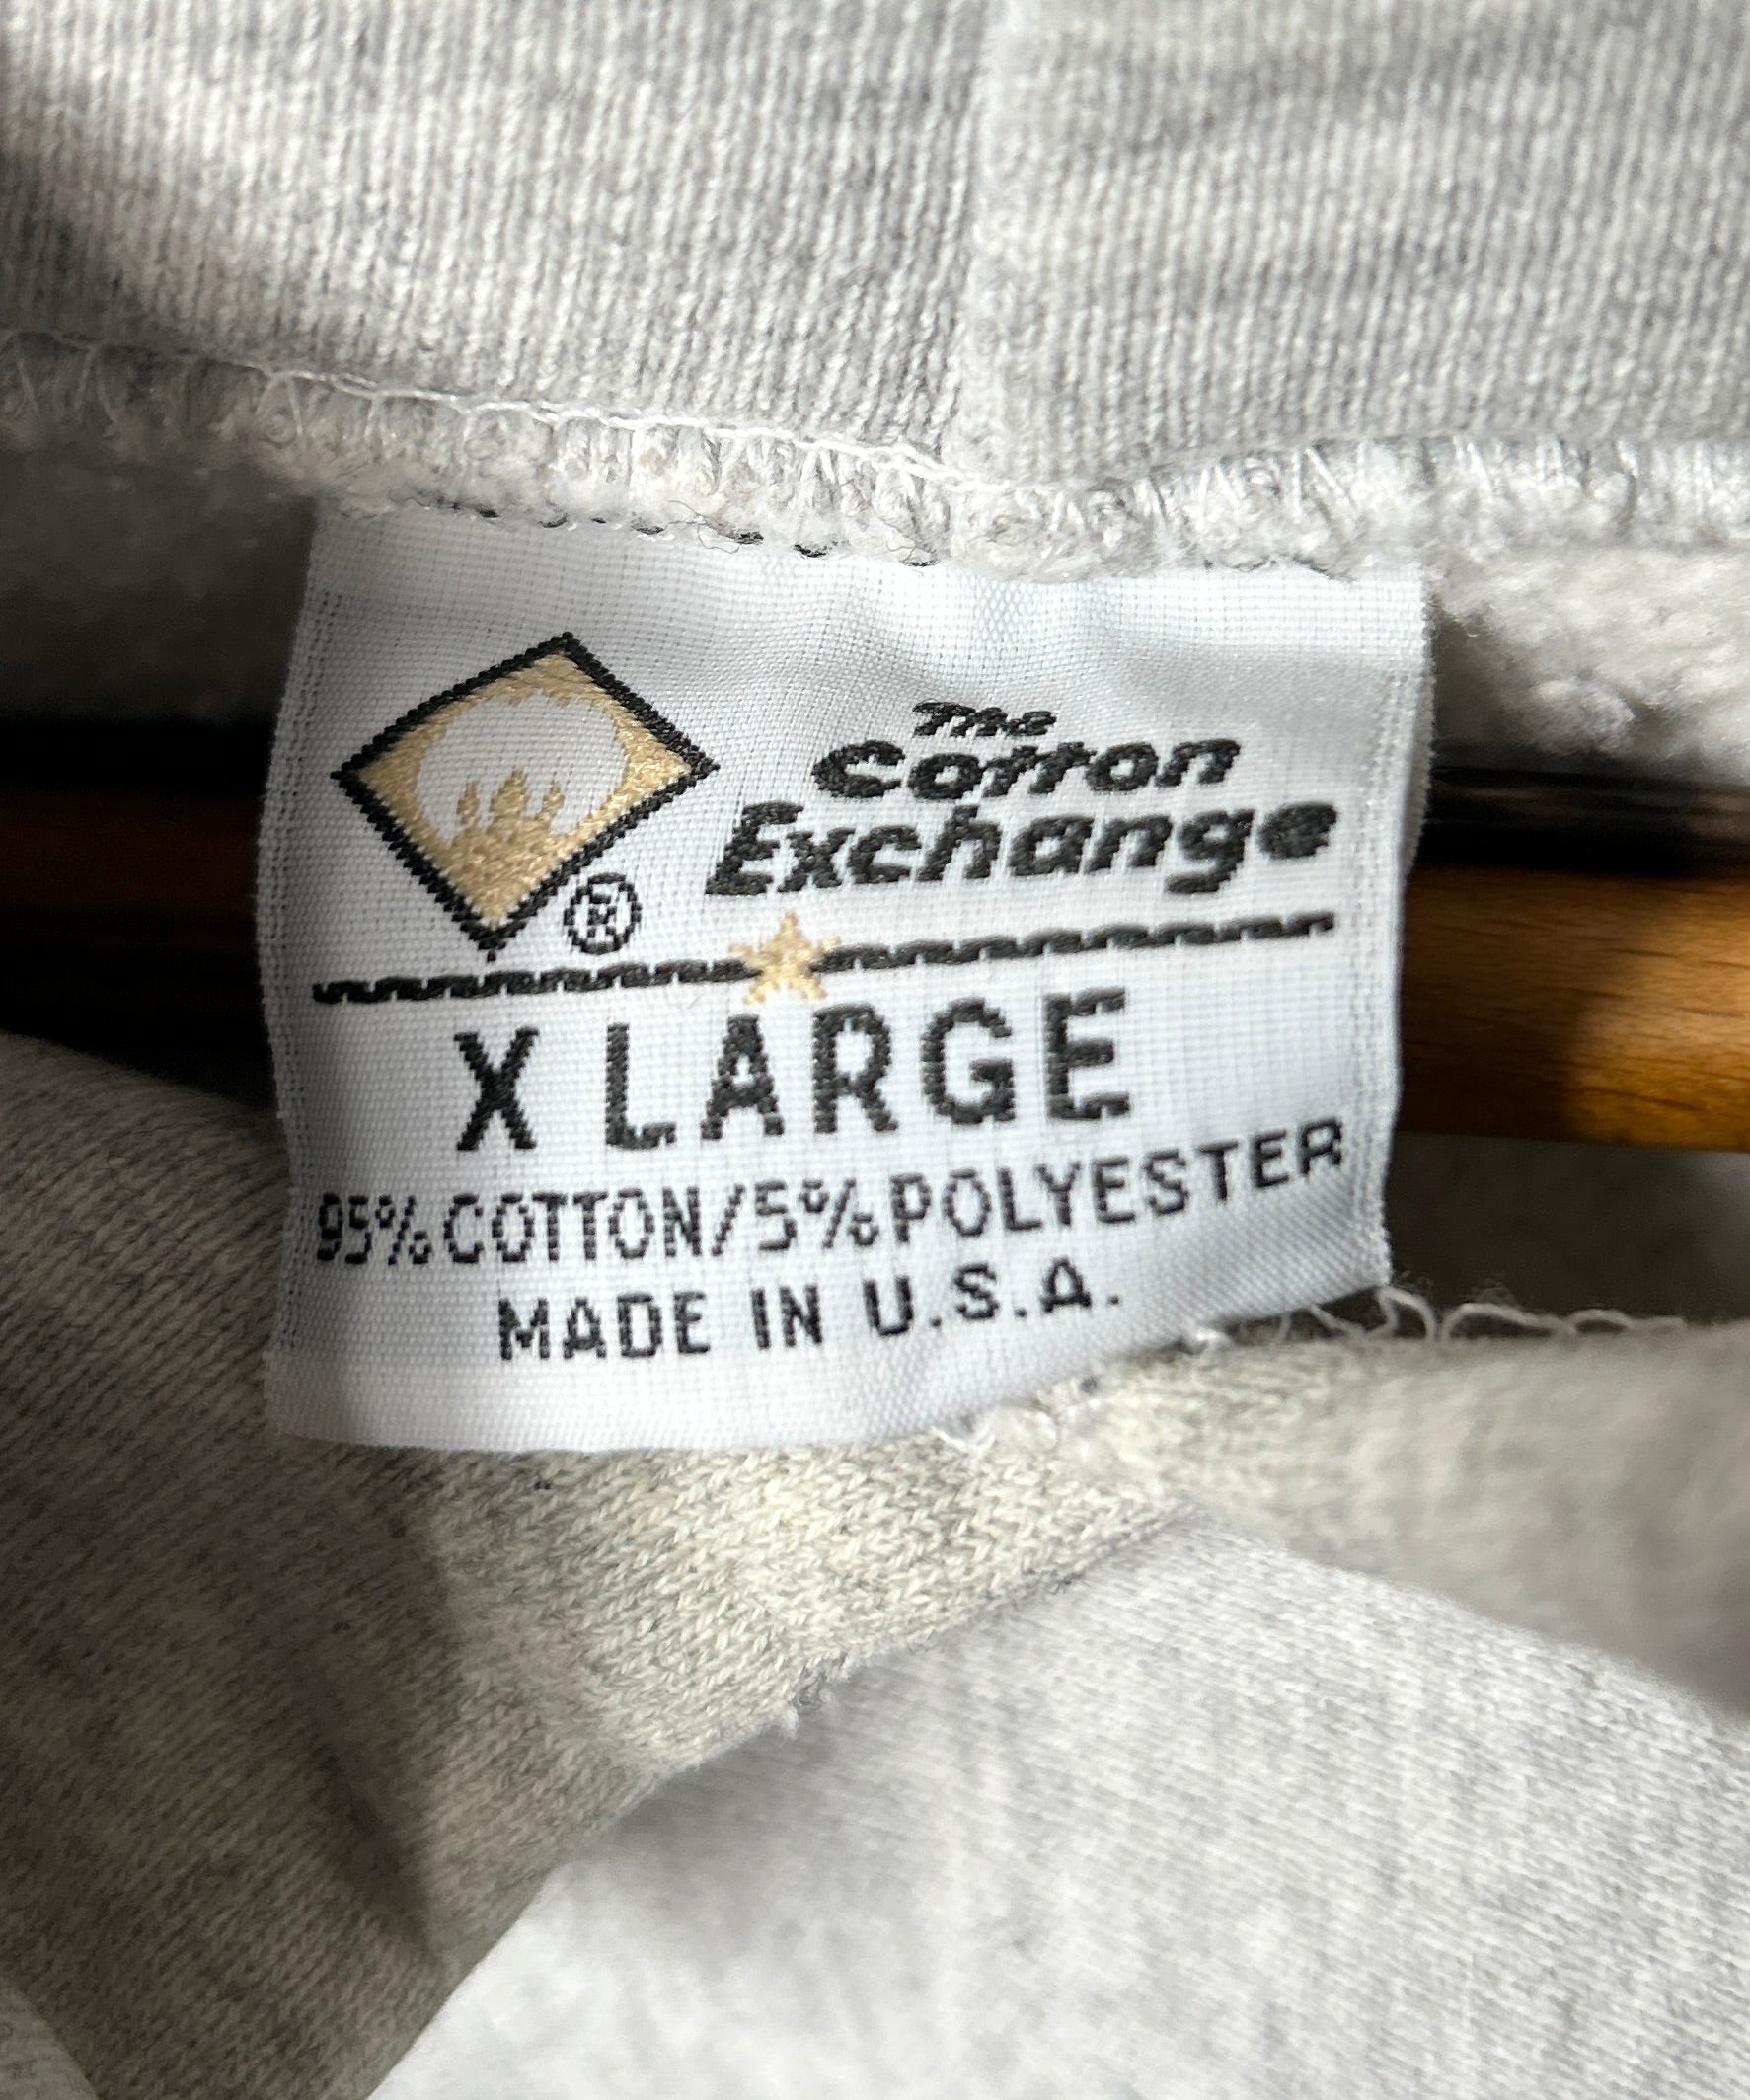 The
Cotton
Exchange
®
X LARGE
95% COTTON/5% POLYESTER
MADE IN U.S.A.